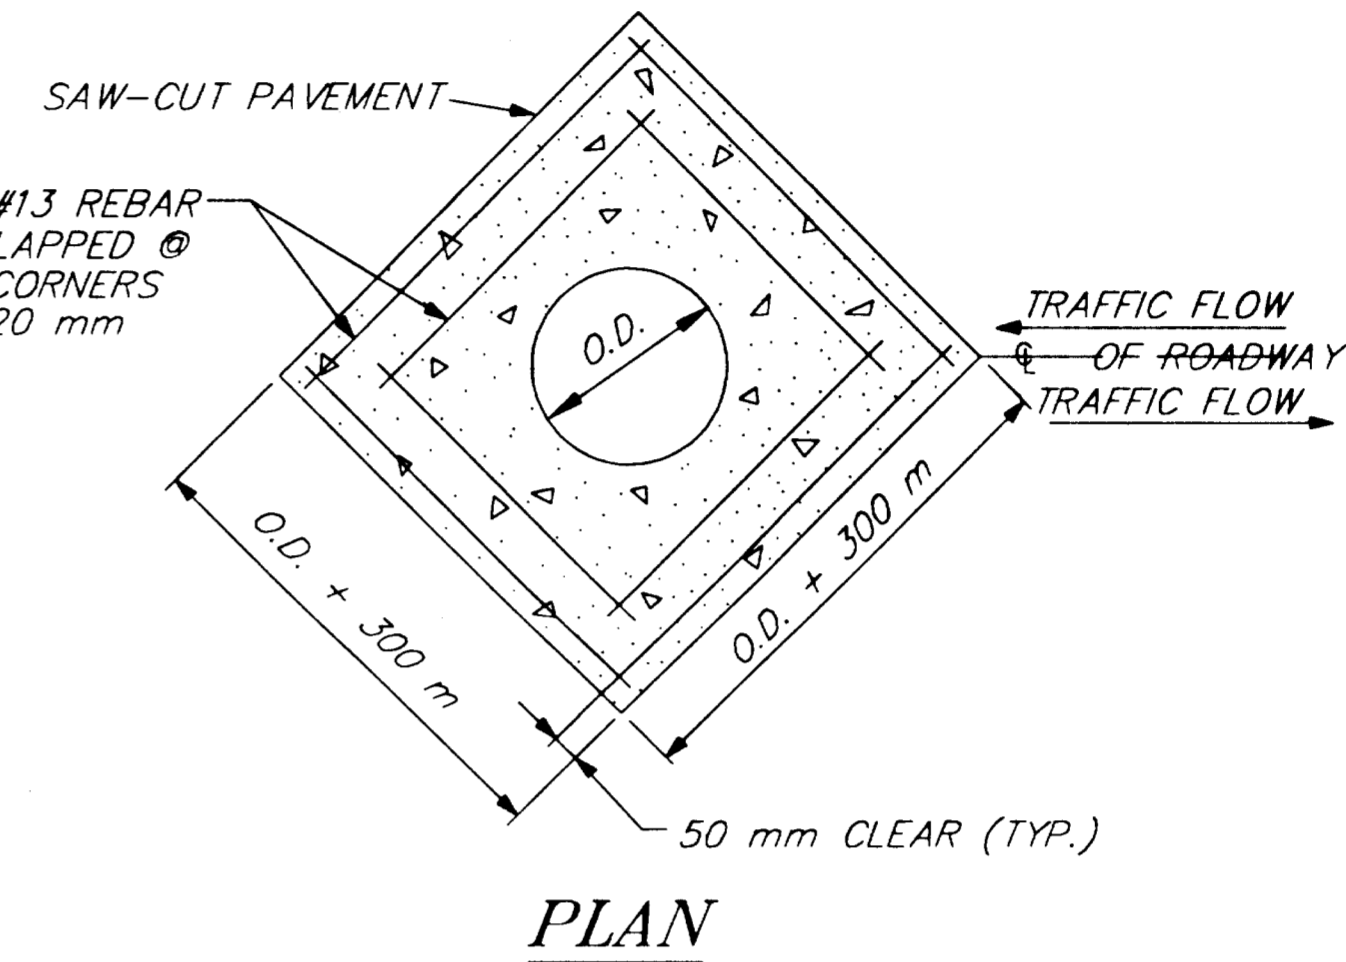 SAW-CUT PAVEMENT
#13 REBAR
LAPPED @
CORNERS
20 mm
O.D.
TRAFFIC FLOW
℄ OF ROADWAY
TRAFFIC FLOW
O.D. + 300 m
O.D. + 300 m
50 mm CLEAR (TYP.)
PLAN